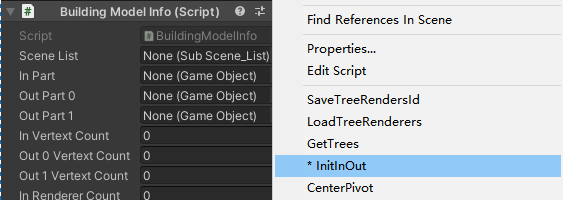 Building Model Info (Script)
Script BuildingModelInfo
Scene List None (Sub Scene_List)
In Part None (Game Object)
Out Part 0 None (Game Object)
Out Part 1 None (Game Object)
In Vertext Count 0
Out 0 Vertext Count 0
Out 1 Vertext Count 0
In Renderer Count 0
Find References In Scene
Properties...
Edit Script
SaveTreeRendersId
LoadTreeRenderers
GetTrees
* InitInOut
CenterPivot